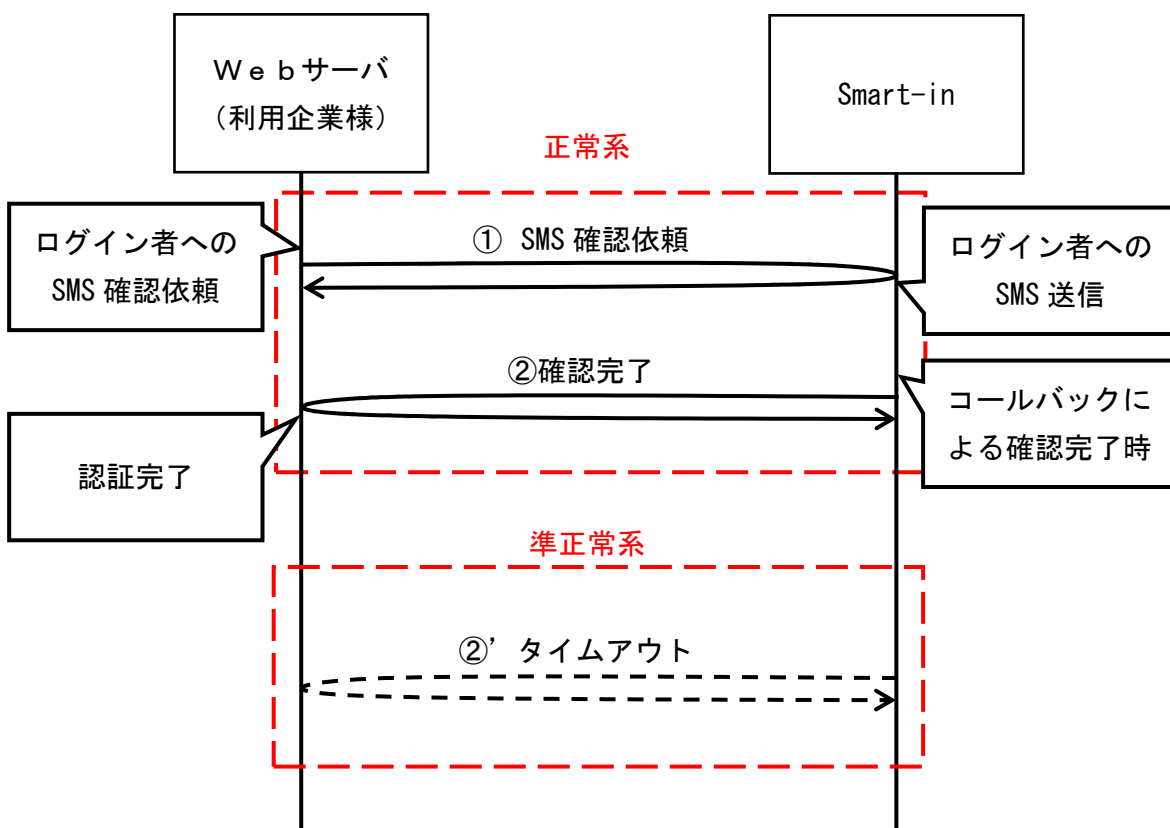 Ｗｅｂサーバ
（利用企業様）
Smart-in
正常系
ログイン者への
SMS 確認依頼
① SMS 確認依頼
ログイン者への
SMS 送信
②確認完了
コールバックに
よる確認完了時
認証完了
準正常系
②’タイムアウト